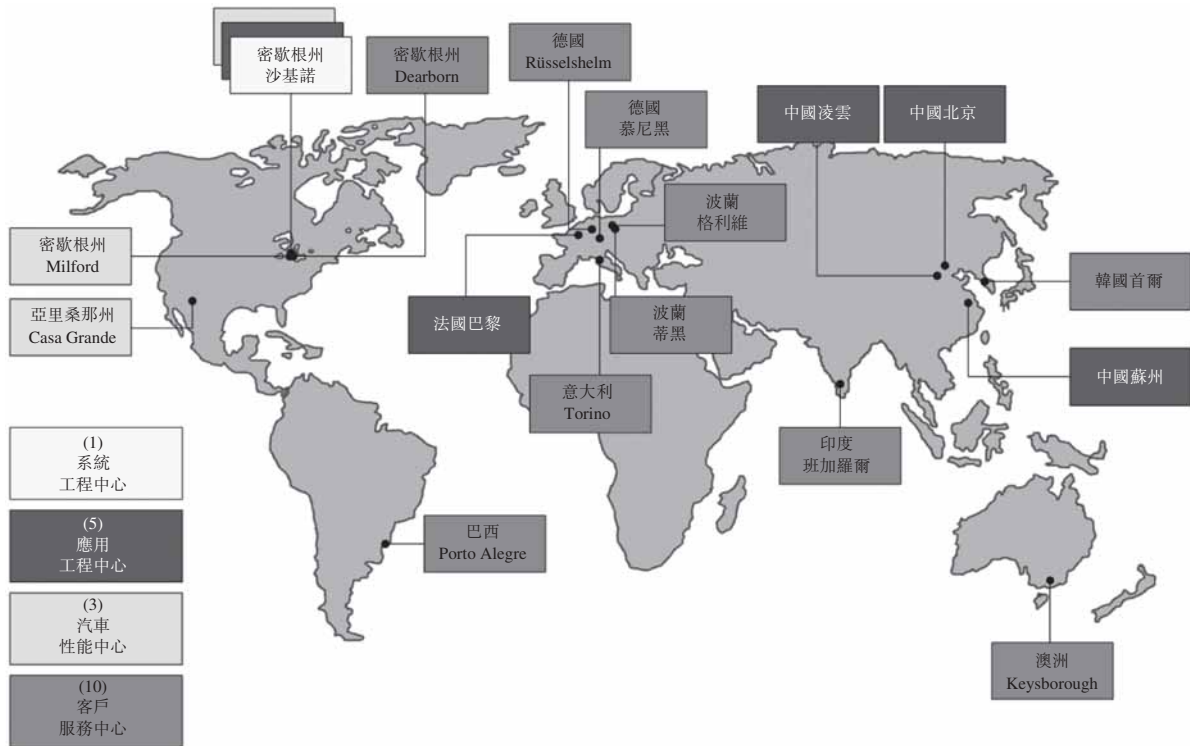 密歇根州
沙基諾
密歇根州
Dearborn
德國
Rüsselshelm
德國
慕尼黑
中國凌雲
中國北京
波蘭
格利維
密歇根州
Milford
韓國首爾
亞里桑那州
Casa Grande
法國巴黎
波蘭
蒂黑
中國蘇州
意大利
Torino
印度
班加羅爾
(1)
系統
工程中心
(5)
應用
工程中心
巴西
Porto Alegre
(3)
汽車
性能中心
澳洲
Keysborough
(10)
客戶
服務中心